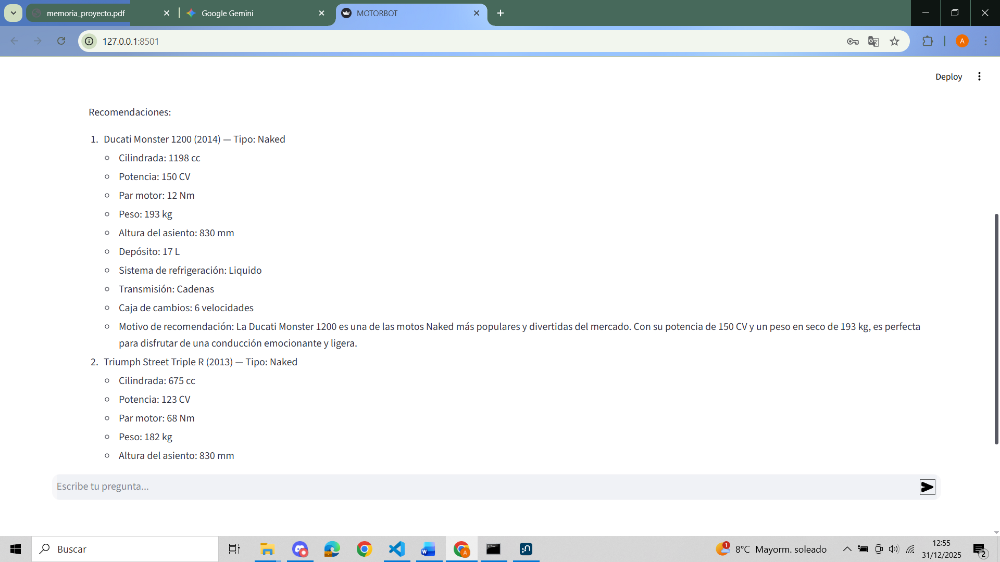 memoria_proyecto.pdf
Google Gemini
MOTORBOT
127.0.0.1:8501
A
Deploy
Recomendaciones:
1. Ducati Monster 1200 (2014) — Tipo: Naked
Cilindrada: 1198 cc
Potencia: 150 CV
Par motor: 12 Nm
Peso: 193 kg
Altura del asiento: 830 mm
Depósito: 17 L
Sistema de refrigeración: Liquido
Transmisión: Cadenas
Caja de cambios: 6 velocidades
Motivo de recomendación: La Ducati Monster 1200 es una de las motos Naked más populares y divertidas del mercado. Con su potencia de 150 CV y un peso en seco de 193 kg, es perfecta
para disfrutar de una conducción emocionante y ligera.
2. Triumph Street Triple R (2013) — Tipo: Naked
Cilindrada: 675 cc
Potencia: 123 CV
Par motor: 68 Nm
Peso: 182 kg
Altura del asiento: 830 mm
Escribe tu pregunta...
Buscar
1
8°C Mayorm. soleado
12:55
31/12/2025
2